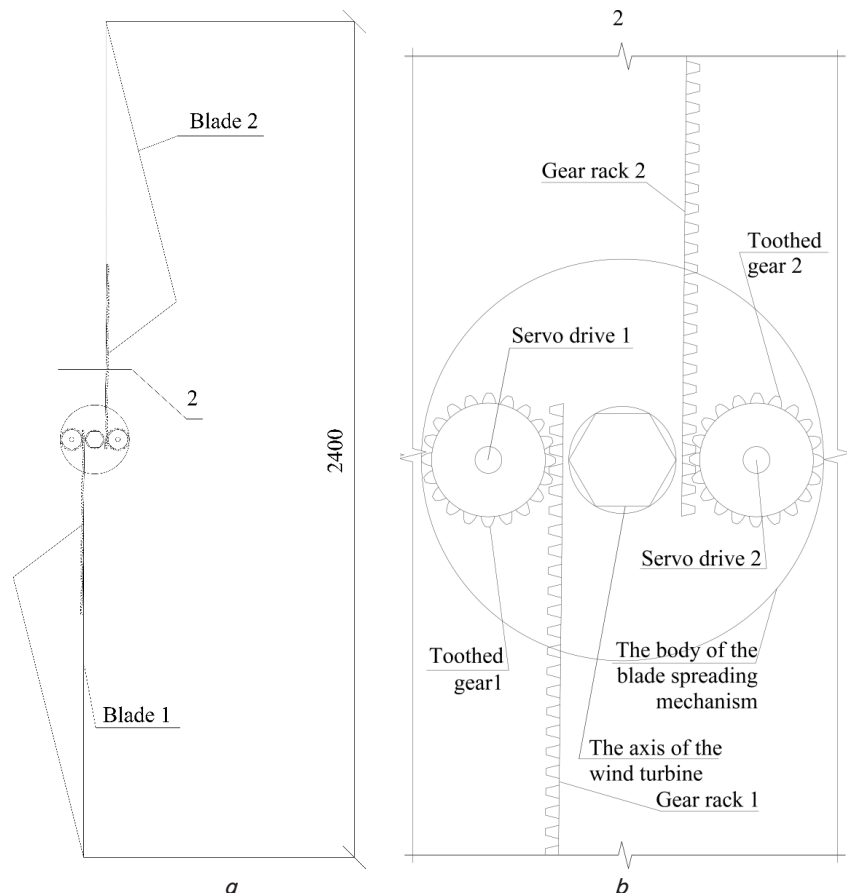 Blade 2
2
2400
Blade 1
a
2
Gear rack 2
Toothed
gear 2
Servo drive 1
Servo drive 2
Toothed
gear1
The body of the
blade spreading
mechanism
The axis of the
wind turbine
Gear rack 1
b